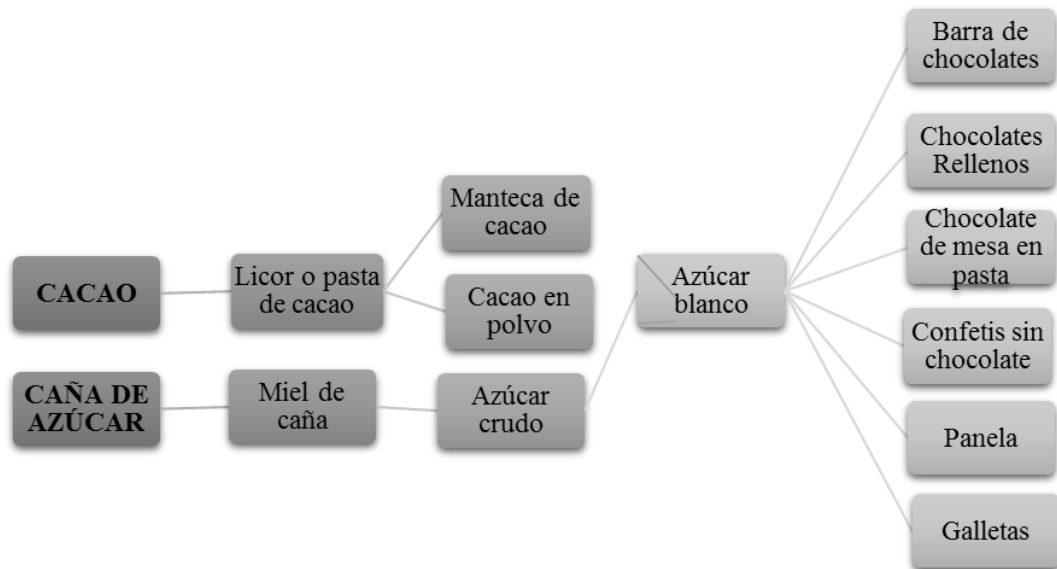 CACAO
CAÑA DE
AZÚCAR
Licor o pasta
de cacao
Miel de
caña
Manteca de
cacao
Cacao en
polvo
Azúcar
crudo
Azúcar
blanco
Barra de
chocolates
Chocolates
Rellenos
Chocolate
de mesa en
pasta
Confetis sin
chocolate
Panela
Galletas